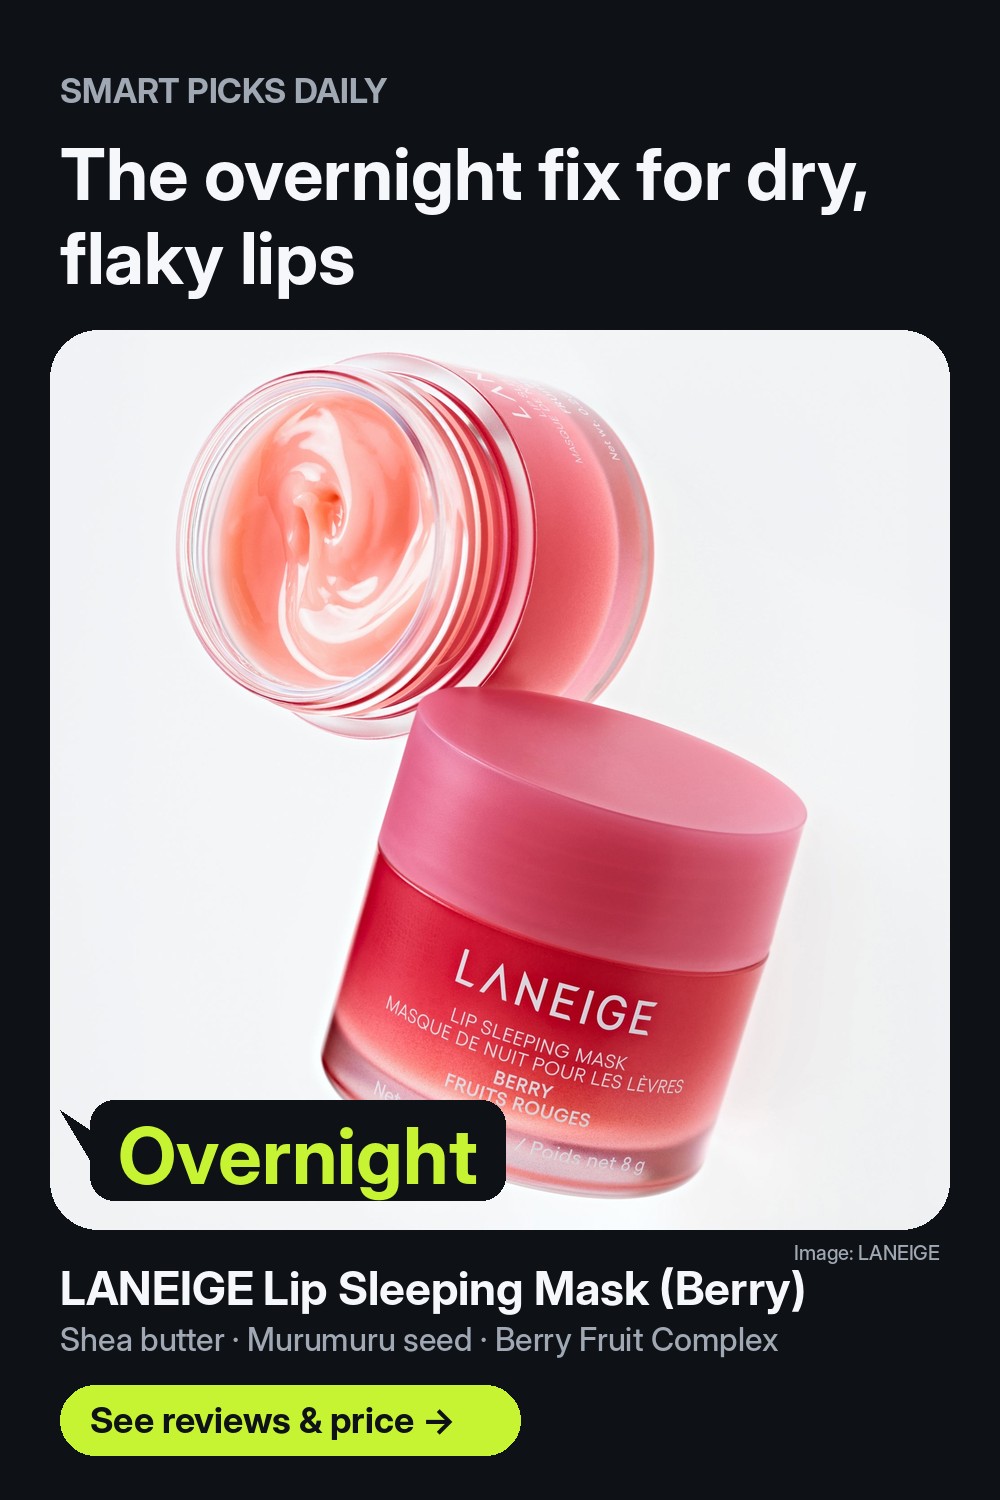 SMART PICKS DAILY
The overnight fix for dry,
flaky lips
LANEIGE
LIP SLEEPING MASK
MASQUE DE NUIT POUR LES LÈVRES
BERRY
FRUITS ROUGES
/ Poids net 8 g
Overnight
Image: LANEIGE
LANEIGE Lip Sleeping Mask (Berry)
Shea butter · Murumuru seed · Berry Fruit Complex
See reviews & price →